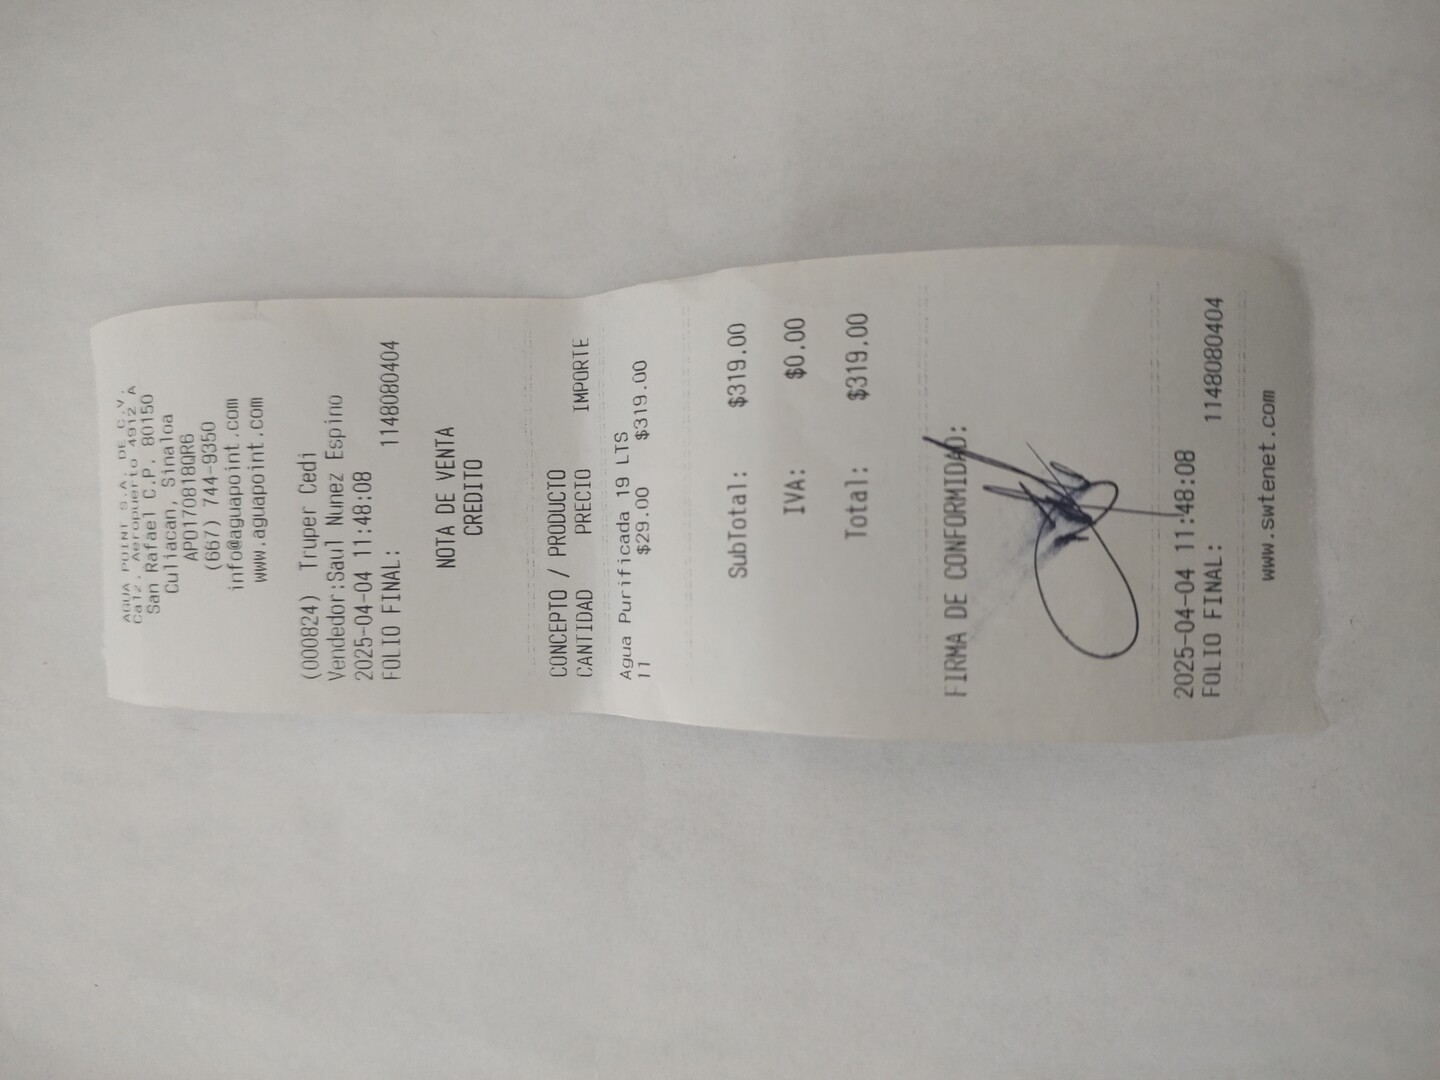 AGUA POINT S.A. DE C.V.
Calz. Aeropuerto 4912 A
San Rafael C.P. 80150
Culiacan, Sinaloa
APO170818QR6
(667) 744-9350
info@aguapoint.com
www.aguapoint.com
(000824) Truper Cedi
Vendedor:Saul Nunez Espino
2025-04-04 11:48:08
FOLIO FINAL: 1148080404
NOTA DE VENTA
CREDITO
CONCEPTO / PRODUCTO
CANTIDAD PRECIO IMPORTE
Agua Purificada 19 LTS
11 $29.00 $319.00
SubTotal: $319.00
IVA: $0.00
Total: $319.00
FIRMA DE CONFORMIDAD:
2025-04-04 11:48:08
FOLIO FINAL: 1148080404
www.swtenet.com